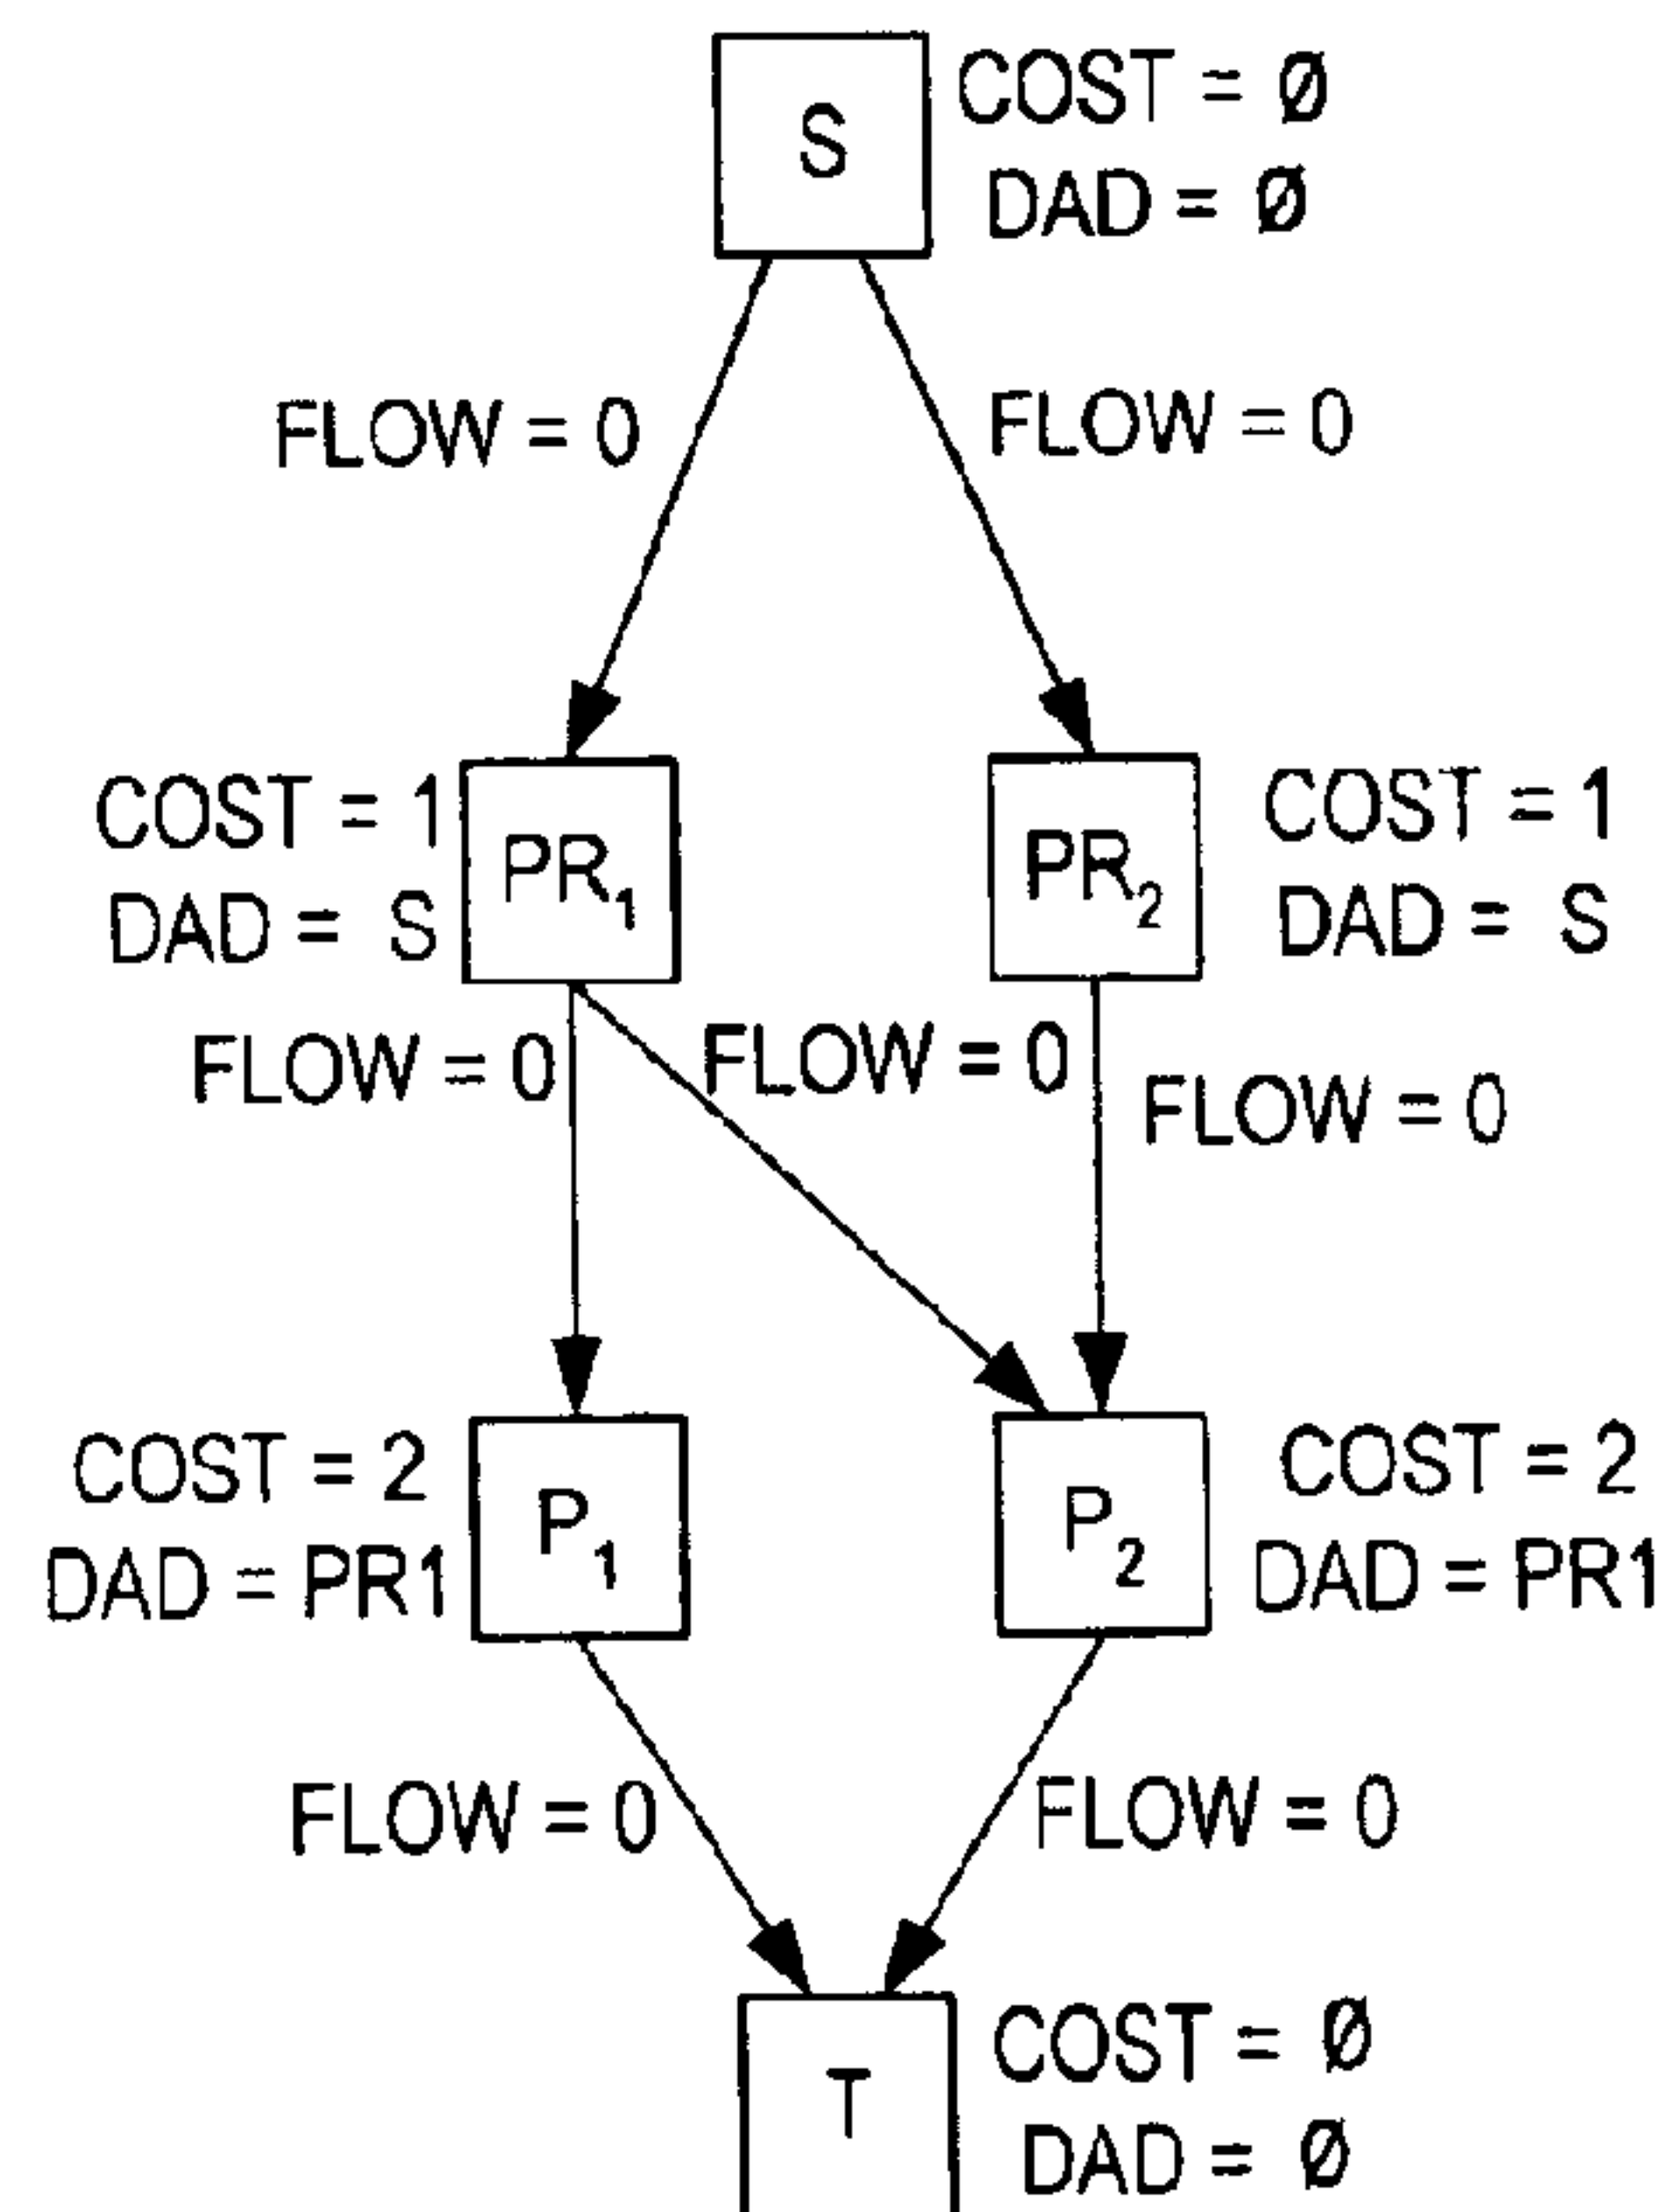 S
COST = Ø
DAD = Ø
FLOW = 0
FLOW = 0
COST = 1
DAD = S
PR₁
PR₂
COST = 1
DAD = S
FLOW = 0
FLOW = 0
FLOW = 0
COST = 2
DAD = PR1
P₁
P₂
COST = 2
DAD = PR1
FLOW = 0
FLOW = 0
T
COST = Ø
DAD = Ø